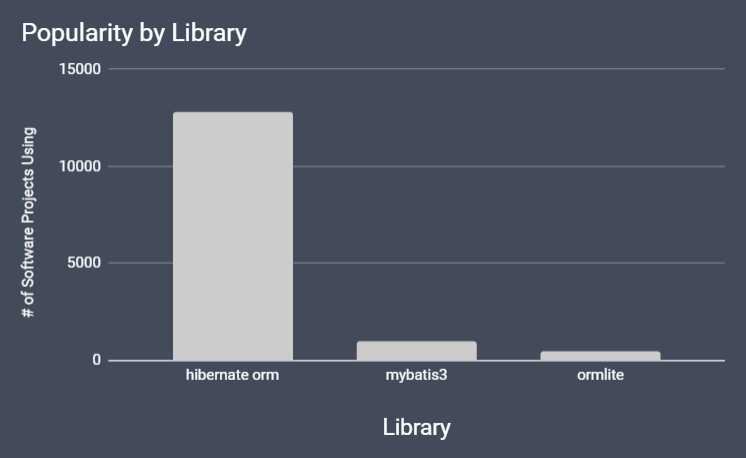 Popularity by Library
# of Software Projects Using
15000
10000
5000
0
hibernate orm
mybatis3
ormlite
Library